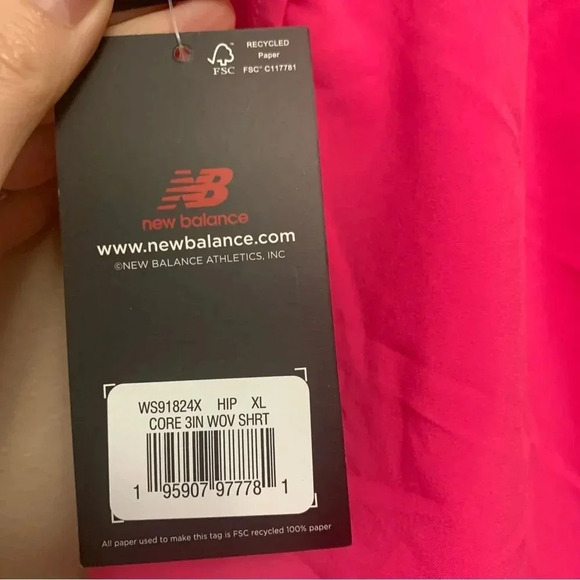 RECYCLED
Paper
FSC® C117781
FSC
NB
new balance
www.newbalance.com
©NEW BALANCE ATHLETICS, INC
WS91824X HIP XL
CORE 3IN WOV SHRT
1 95907 97778 1
All paper used to make this tag is FSC recycled 100% paper